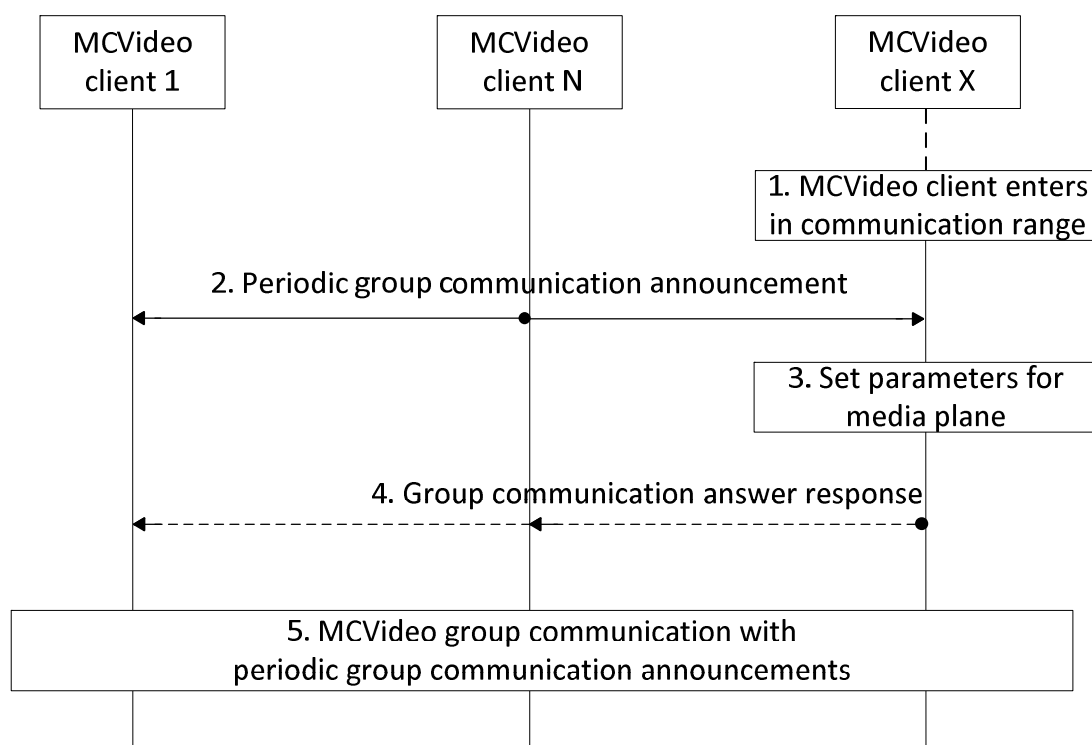 MCVideo
client 1
MCVideo
client N
MCVideo
client X
1. MCVideo client enters
in communication range
2. Periodic group communication announcement
3. Set parameters for
media plane
4. Group communication answer response
5. MCVideo group communication with
periodic group communication announcements